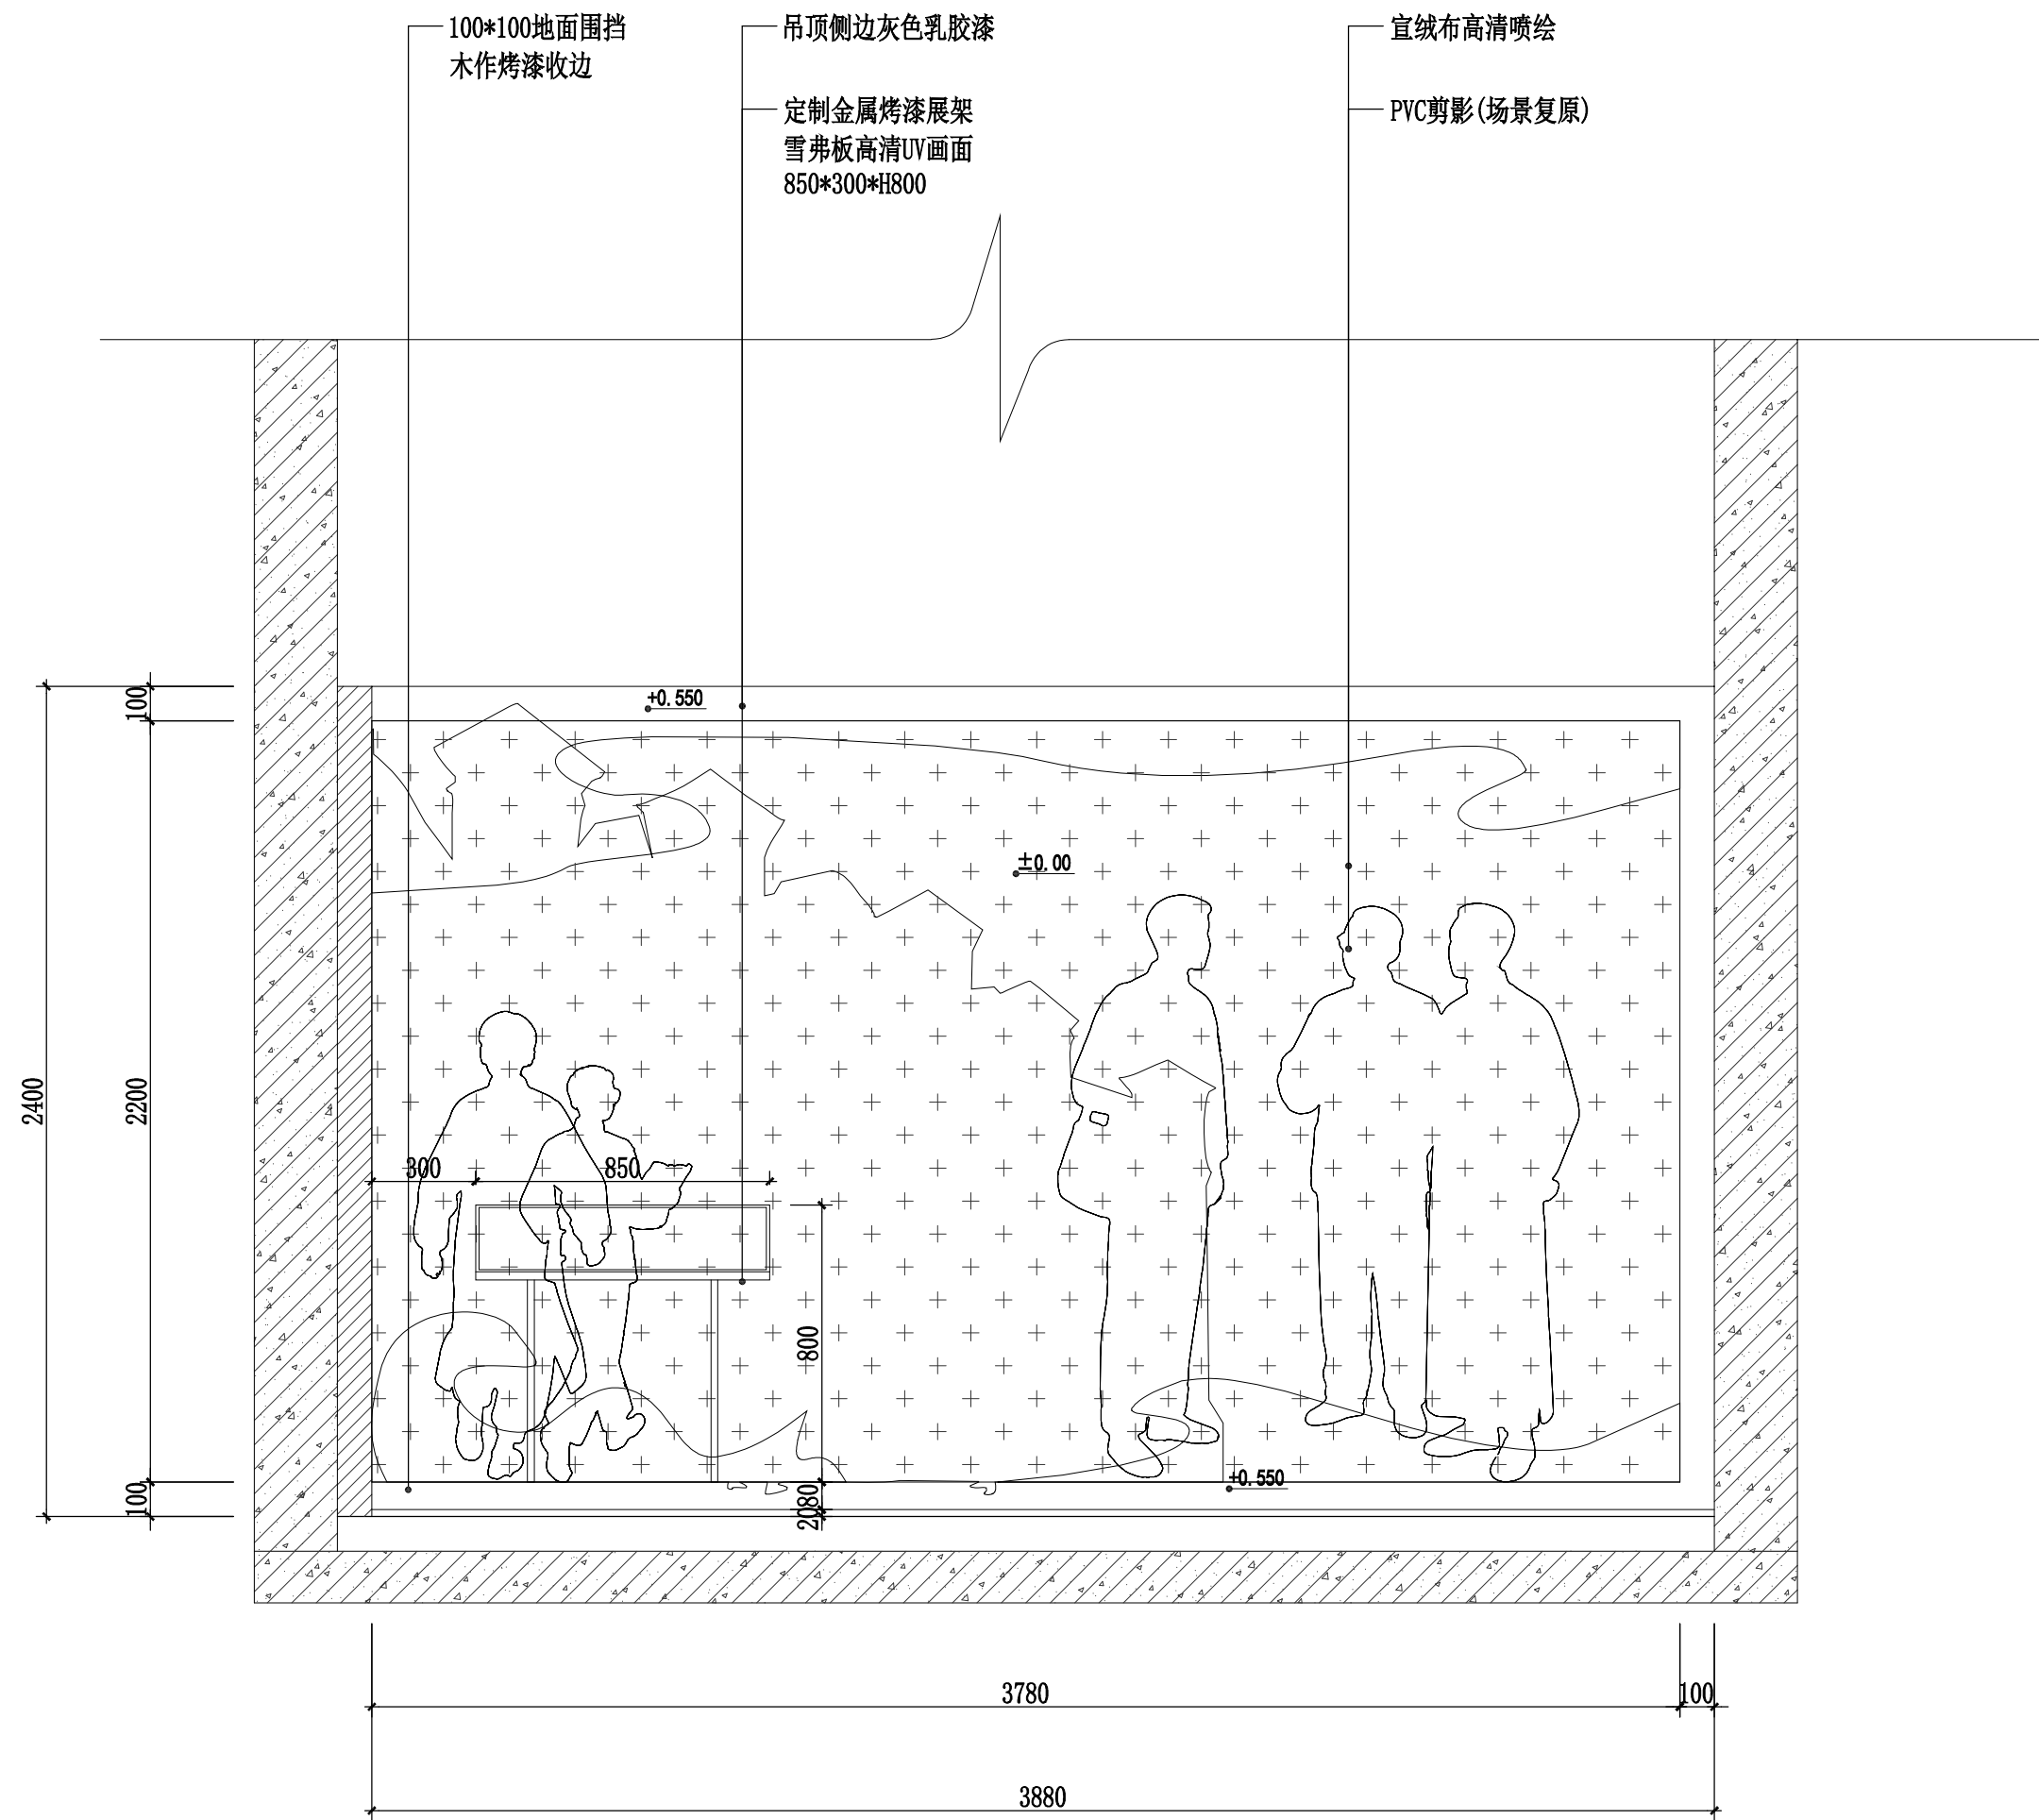 100*100地面围挡
木作烤漆收边
吊顶侧边灰色乳胶漆
定制金属烤漆展架
雪弗板高清UV画面
850*300*H800
宣绒布高清喷绘
PVC剪影(场景复原)
100
+0.550
±0.00
2400
2200
300
850
800
100
2080
+0.550
3780
100
3880